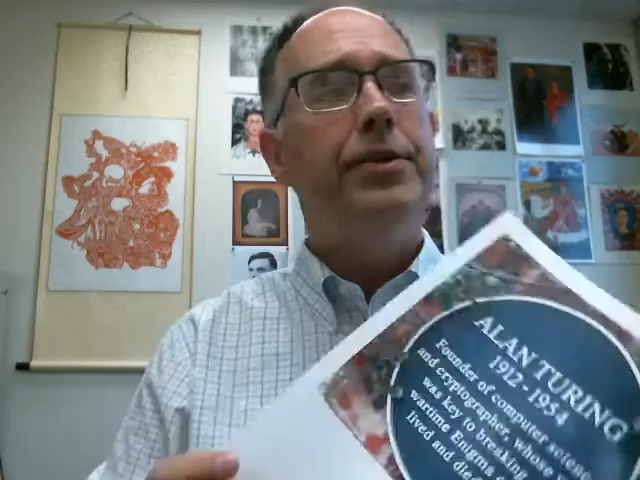 ALAN TURING
1912 - 1954
Founder of computer science
and cryptographer, whose
was key to breaking
wartime Enigma
lived and died